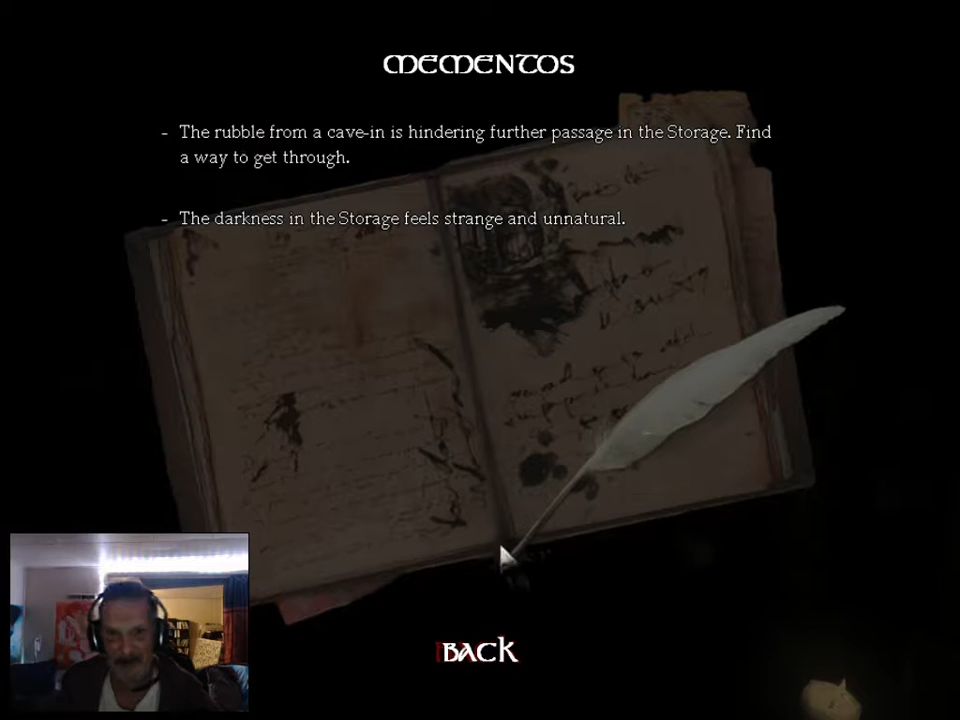 MEMENTOS
- The rubble from a cave-in is hindering further passage in the Storage. Find
a way to get through.
- The darkness in the Storage feels strange and unnatural.
BACK